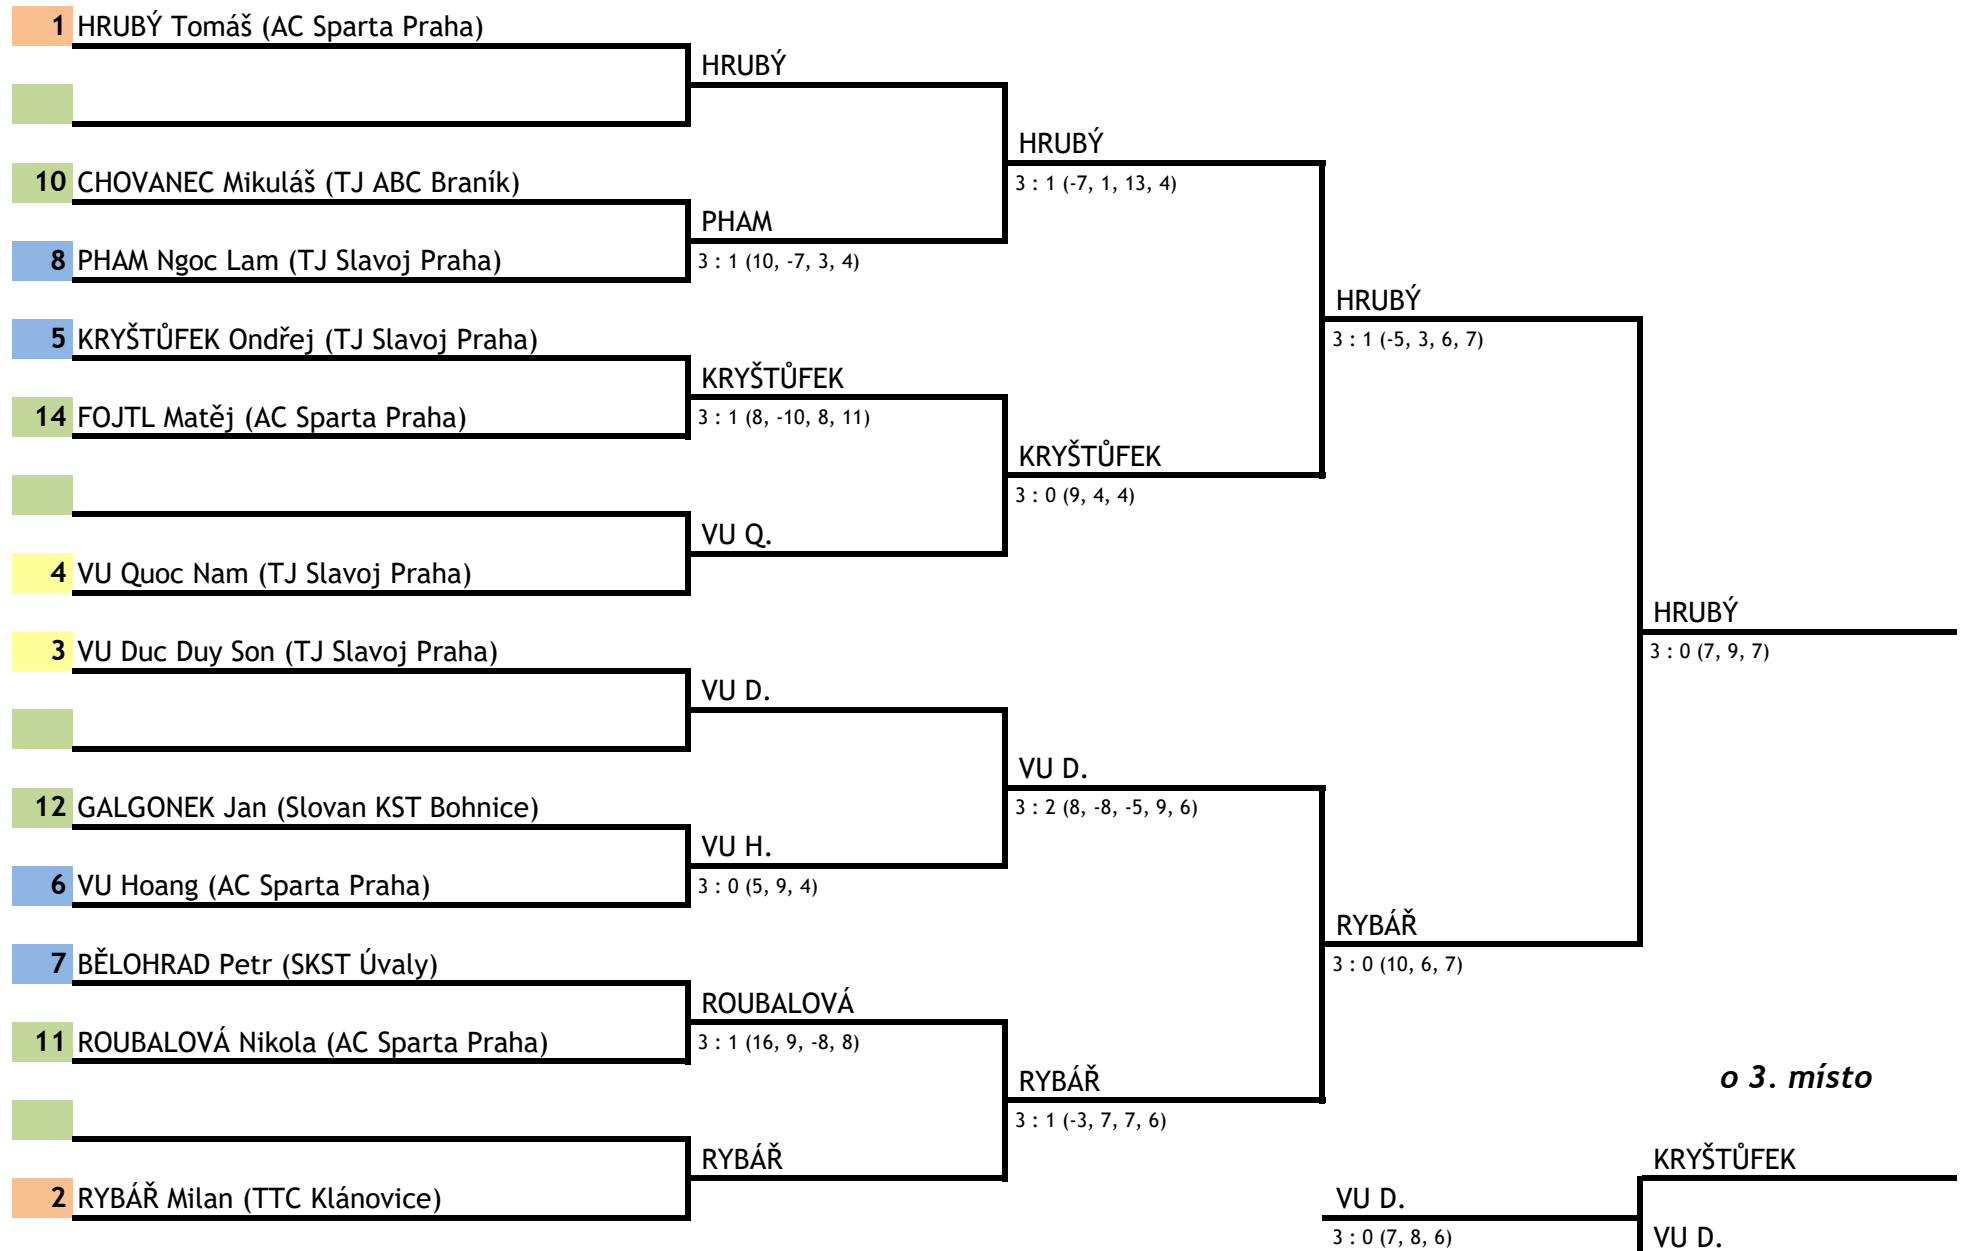 1 HRUBÝ Tomáš (AC Sparta Praha)
HRUBÝ
HRUBÝ
10 CHOVANEC Mikuláš (TJ ABC Braník)
3 : 1 (-7, 1, 13, 4)
PHAM
8 PHAM Ngoc Lam (TJ Slavoj Praha)
3 : 1 (10, -7, 3, 4)
HRUBÝ
5 KRYŠTŮFEK Ondřej (TJ Slavoj Praha)
3 : 1 (-5, 3, 6, 7)
KRYŠTŮFEK
14 FOJTL Matěj (AC Sparta Praha)
3 : 1 (8, -10, 8, 11)
KRYŠTŮFEK
3 : 0 (9, 4, 4)
VU Q.
4 VU Quoc Nam (TJ Slavoj Praha)
HRUBÝ
3 VU Duc Duy Son (TJ Slavoj Praha)
3 : 0 (7, 9, 7)
VU D.
VU D.
12 GALGONEK Jan (Slovan KST Bohnice)
3 : 2 (8, -8, -5, 9, 6)
VU H.
6 VU Hoang (AC Sparta Praha)
3 : 0 (5, 9, 4)
RYBÁŘ
7 BĚLOHRAD Petr (SKST Úvaly)
3 : 0 (10, 6, 7)
ROUBALOVÁ
11 ROUBALOVÁ Nikola (AC Sparta Praha)
3 : 1 (16, 9, -8, 8)
RYBÁŘ
o 3. místo
3 : 1 (-3, 7, 7, 6)
RYBÁŘ
KRYŠTŮFEK
2 RYBÁŘ Milan (TTC Klánovice)
VU D.
3 : 0 (7, 8, 6)
VU D.